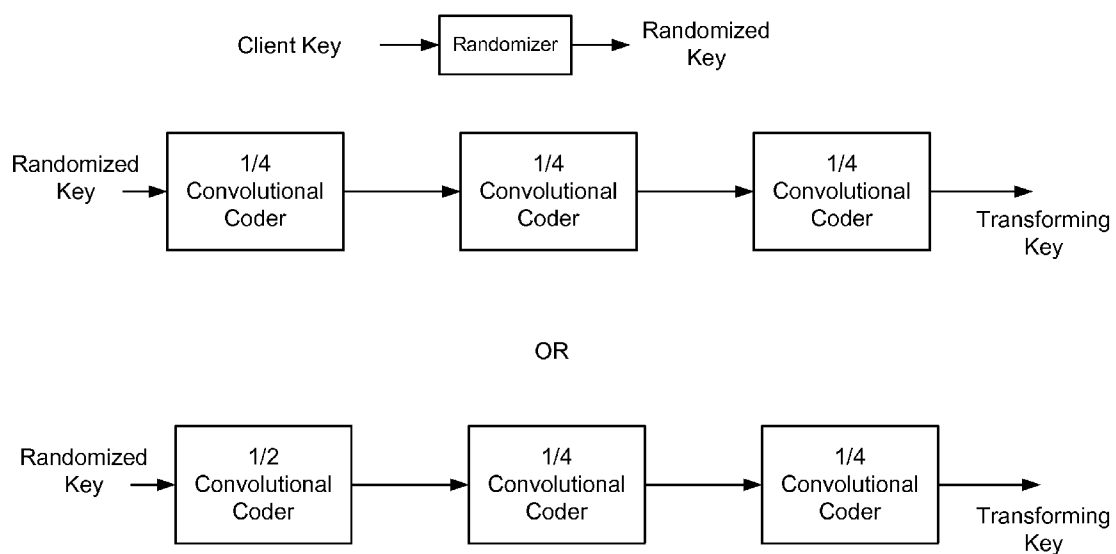 Client Key
Randomizer
Randomized
Key
Randomized
Key
1/4
Convolutional
Coder
1/4
Convolutional
Coder
1/4
Convolutional
Coder
Transforming
Key
OR
Randomized
Key
1/2
Convolutional
Coder
1/4
Convolutional
Coder
1/4
Convolutional
Coder
Transforming
Key